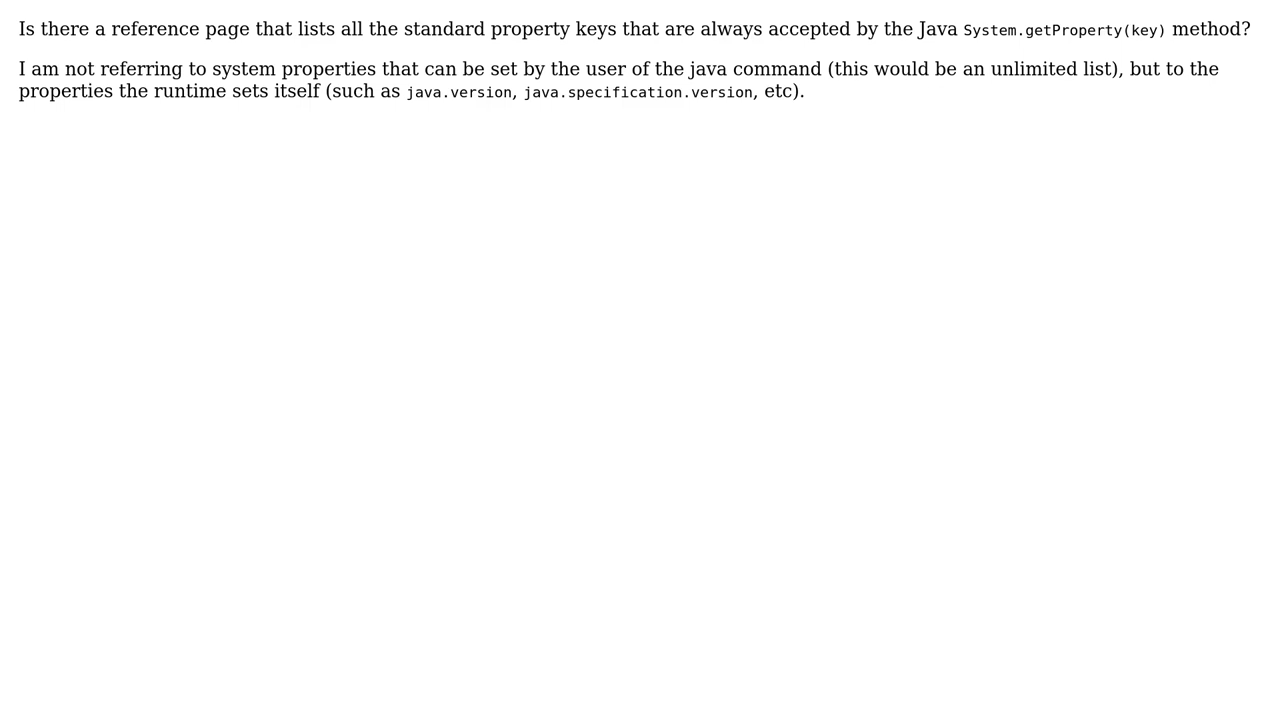 Is there a reference page that lists all the standard property keys that are always accepted by the Java System.getProperty(key) method?
I am not referring to system properties that can be set by the user of the java command (this would be an unlimited list), but to the
properties the runtime sets itself (such as java.version, java.specification.version, etc).